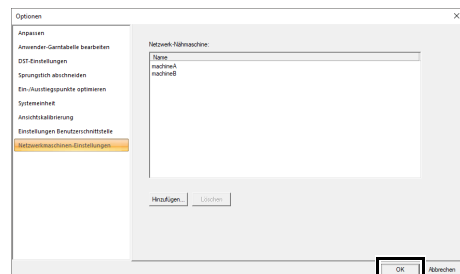 Optionen
Anpassen
Anwender-Garntabelle bearbeiten
DST-Einstellungen
Sprungstich abschneiden
Ein-/Ausstiegspunkte optimieren
Systemeinheit
Ansichtskalibrierung
Einstellungen Benutzerschnittstelle
Netzwerkmaschinen-Einstellungen
Netzwerk-Nähmaschine:
Name
machineA
machineB
Hinzufügen... Löschen
OK Abbrechen